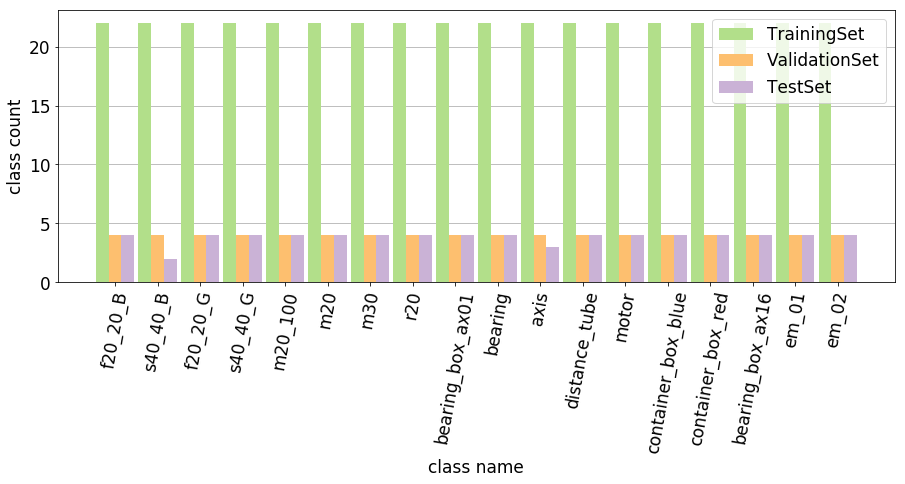 TrainingSet
ValidationSet
TestSet
class count
20
15
10
5
0
f20_20_B
s40_40_B
f20_20_G
s40_40_G
m20_100
m20
m30
r20
bearing_box_ax01
bearing
axis
distance_tube
motor
container_box_blue
container_box_red
bearing_box_ax16
em_01
em_02
class name